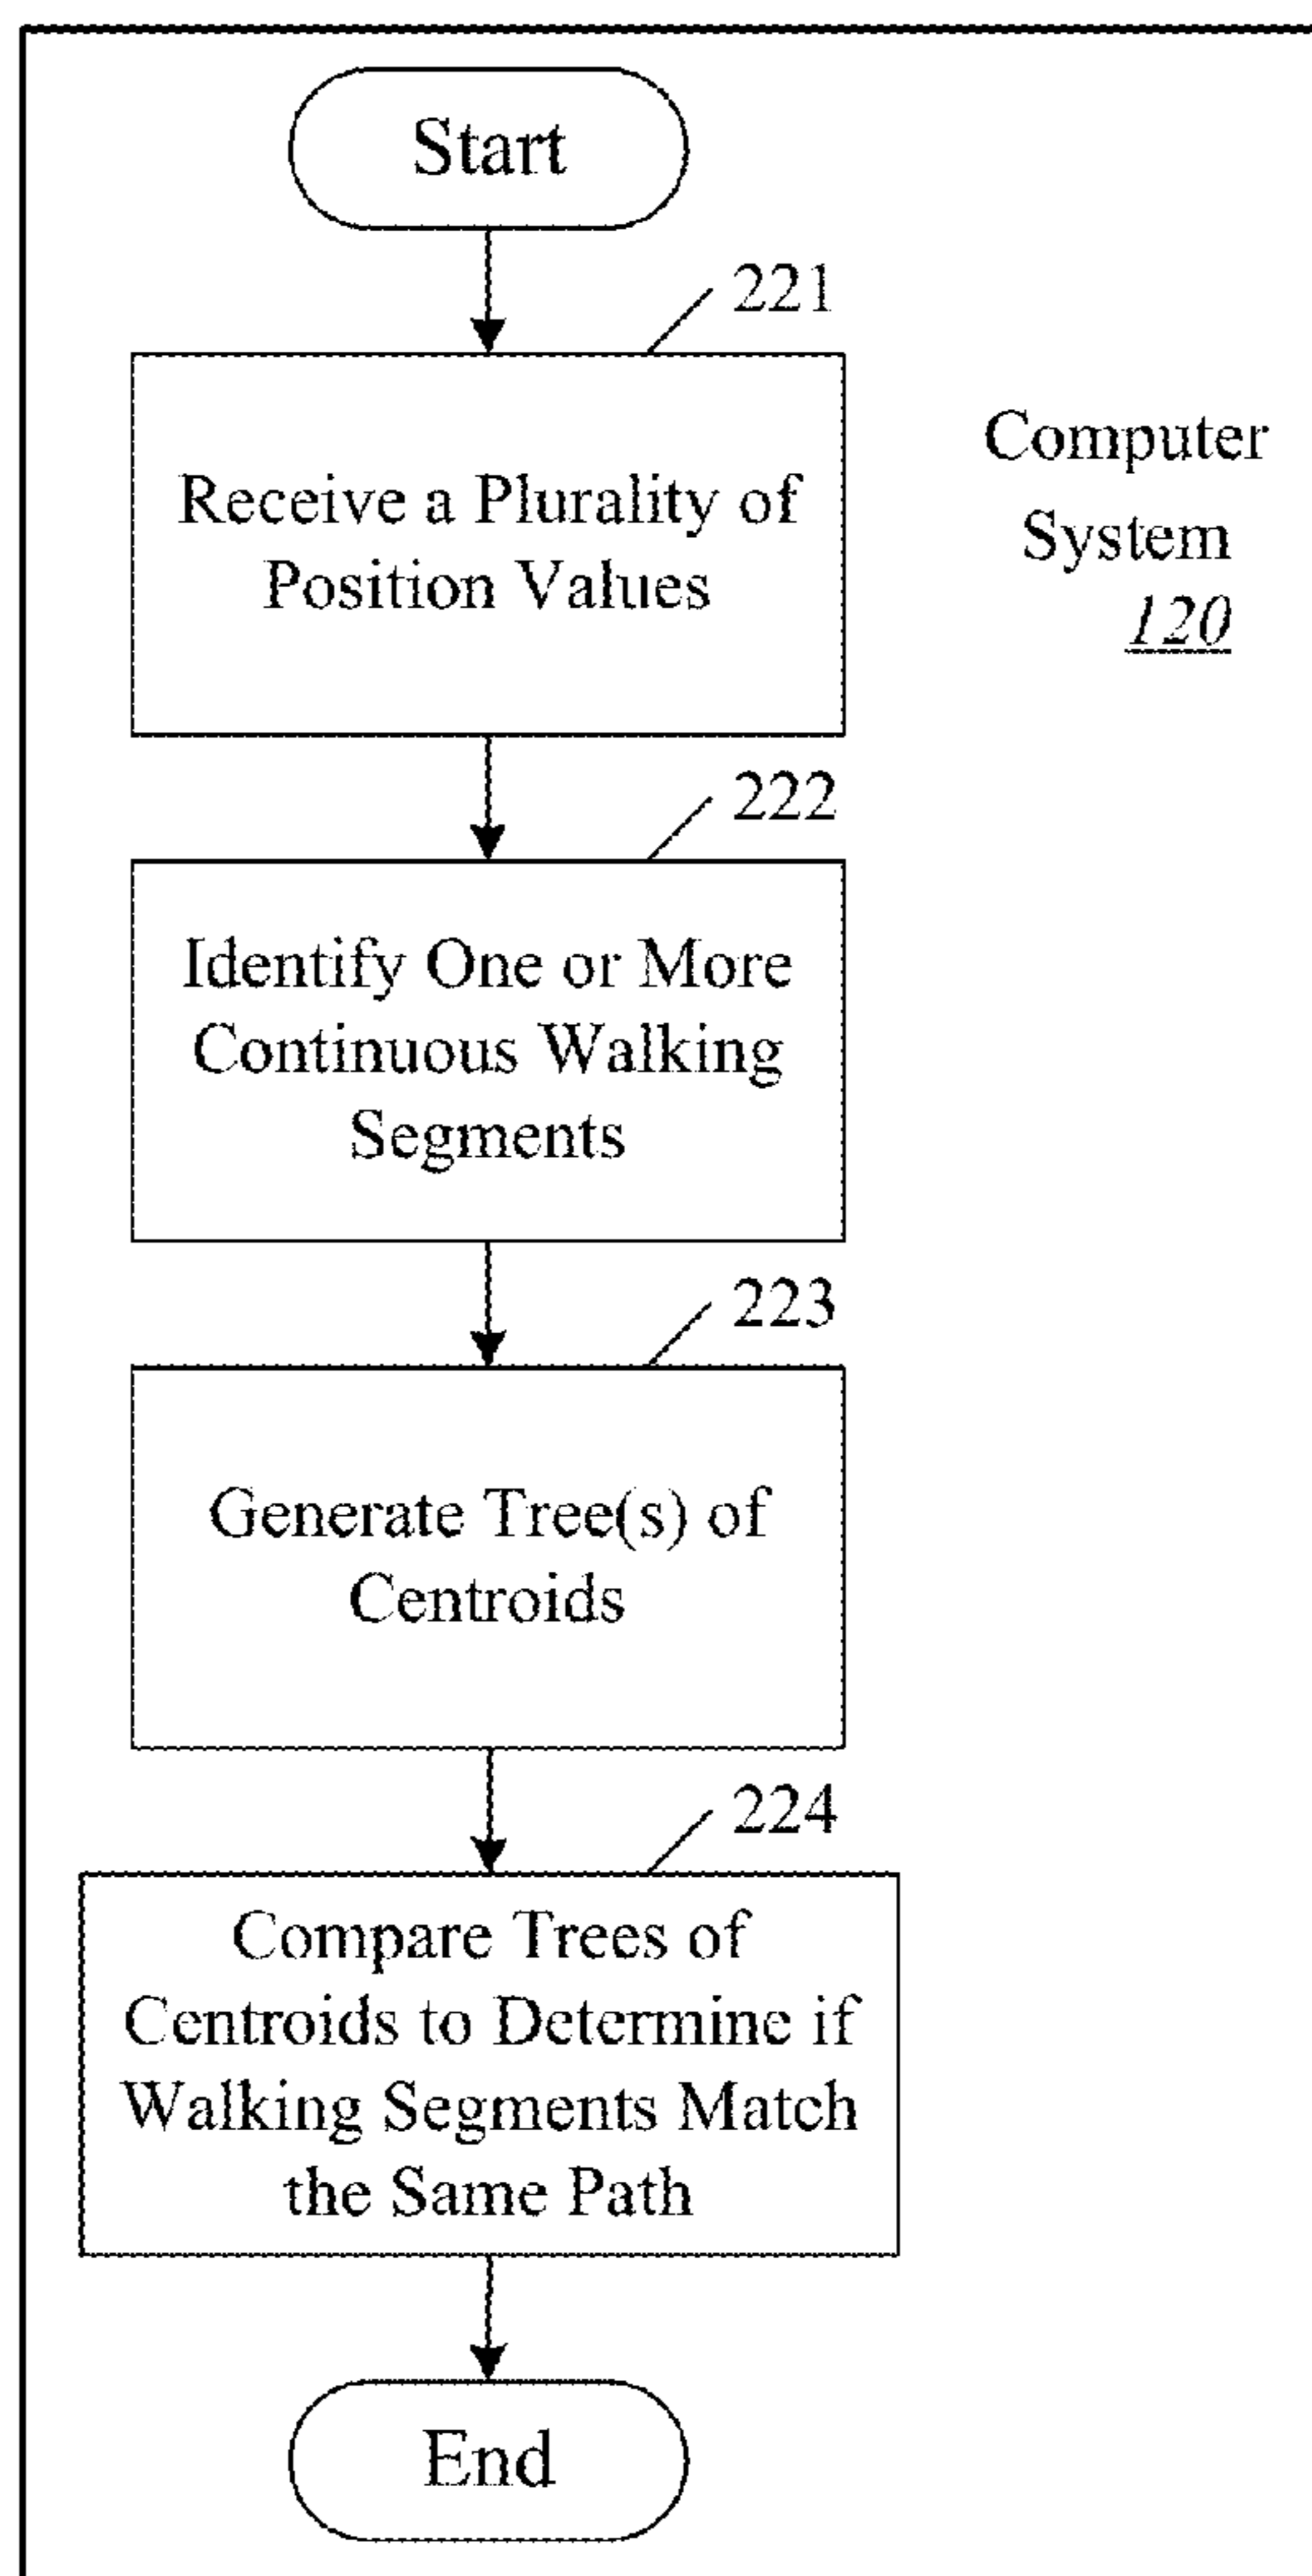 Start
221
Receive a Plurality of
Position Values
Computer
System
120
222
Identify One or More
Continuous Walking
Segments
223
Generate Tree(s) of
Centroids
224
Compare Trees of
Centroids to Determine if
Walking Segments Match
the Same Path
End